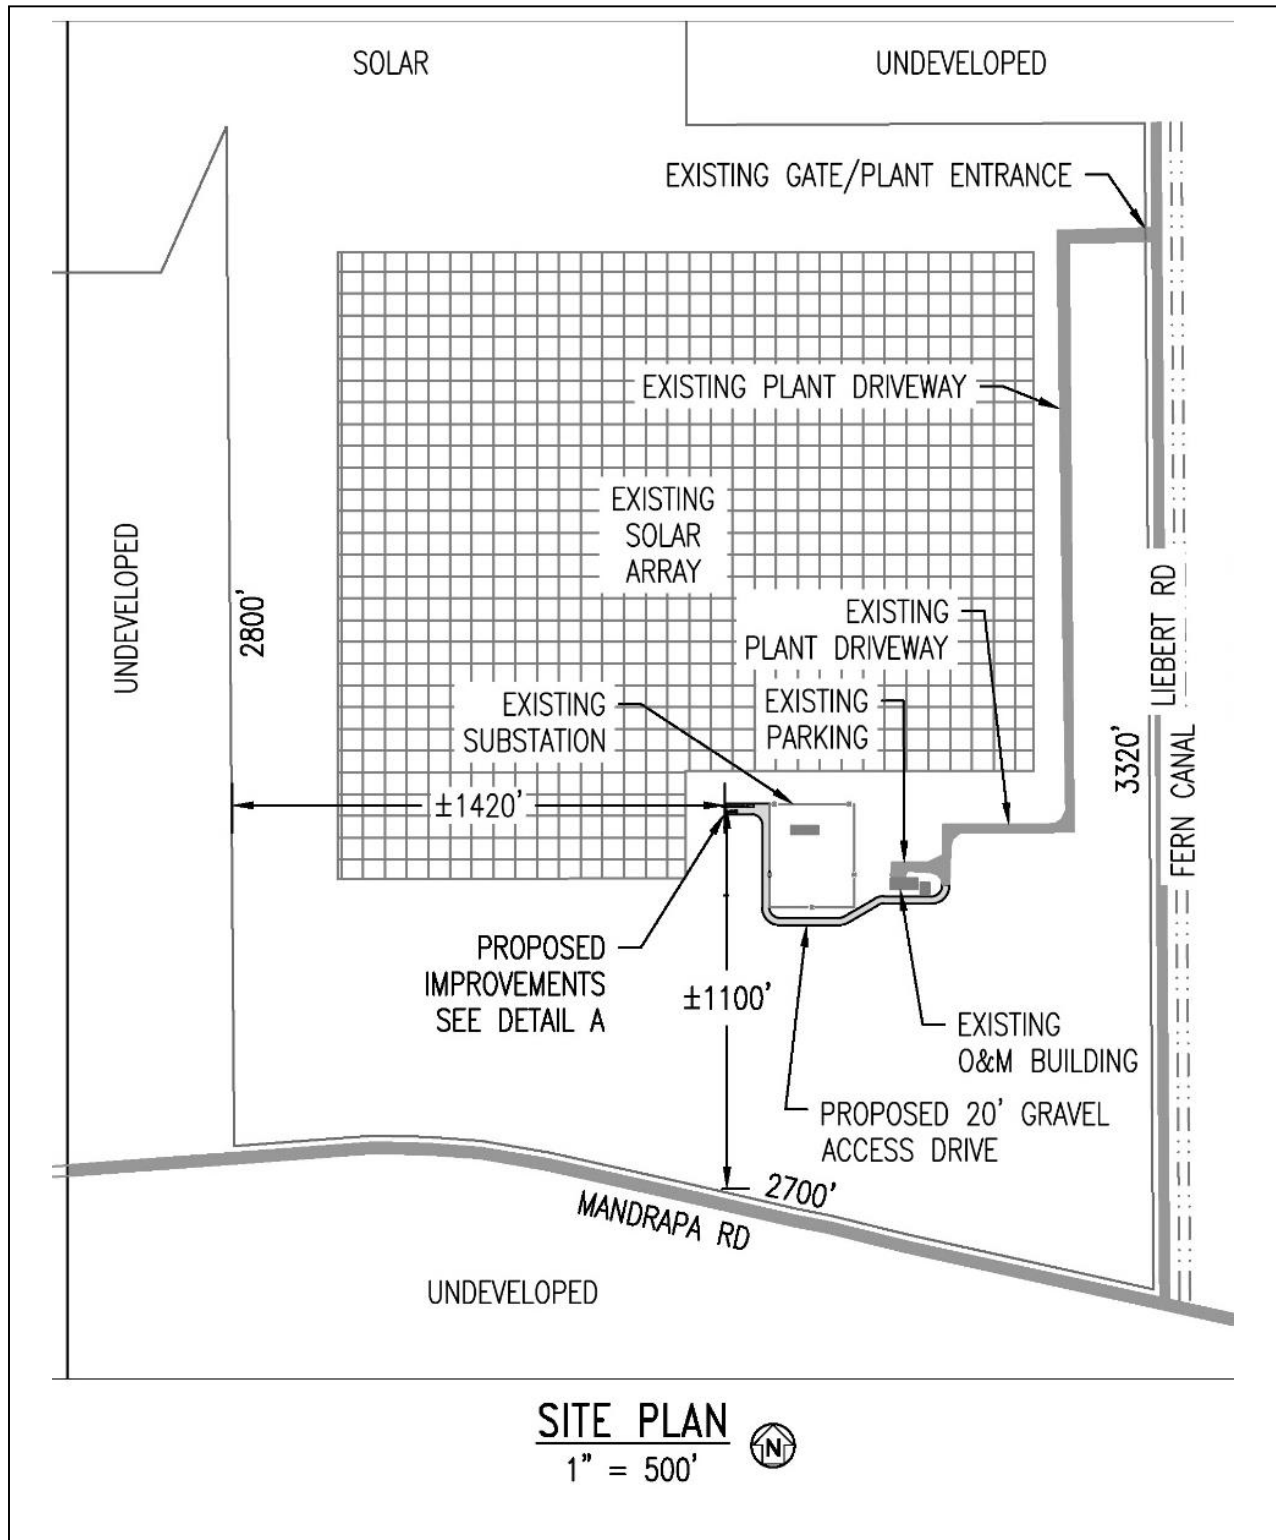 SOLAR
UNDEVELOPED
EXISTING GATE/PLANT ENTRANCE
EXISTING PLANT DRIVEWAY
EXISTING
SOLAR
ARRAY
UNDEVELOPED
2800'
EXISTING
PLANT DRIVEWAY
EXISTING
SUBSTATION
EXISTING
PARKING
LIEBERT RD
3320'
FERN CANAL
±1420'
PROPOSED
IMPROVEMENTS
SEE DETAIL A
±1100'
EXISTING
O&M BUILDING
PROPOSED 20' GRAVEL
ACCESS DRIVE
2700'
MANDRAPA RD
UNDEVELOPED
SITE PLAN
1" = 500'
N